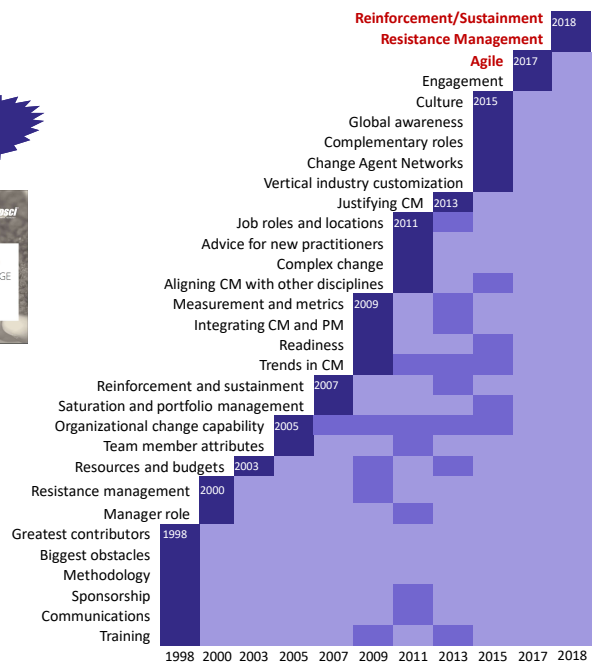 Reinforcement/Sustainment 2018
Resistance Management
Agile 2017
Engagement
Culture 2015
Global awareness
Complementary roles
Change Agent Networks
Vertical industry customization
Justifying CM 2013
Job roles and locations 2011
Advice for new practitioners
Complex change
Aligning CM with other disciplines
Measurement and metrics 2009
Integrating CM and PM
Readiness
Trends in CM
Reinforcement and sustainment 2007
Saturation and portfolio management
Organizational change capability 2005
Team member attributes
Resources and budgets 2003
Resistance management 2000
Manager role
Greatest contributors 1998
Biggest obstacles
Methodology
Sponsorship
Communications
Training
1998 2000 2003 2005 2007 2009 2011 2013 2015 2017 2018